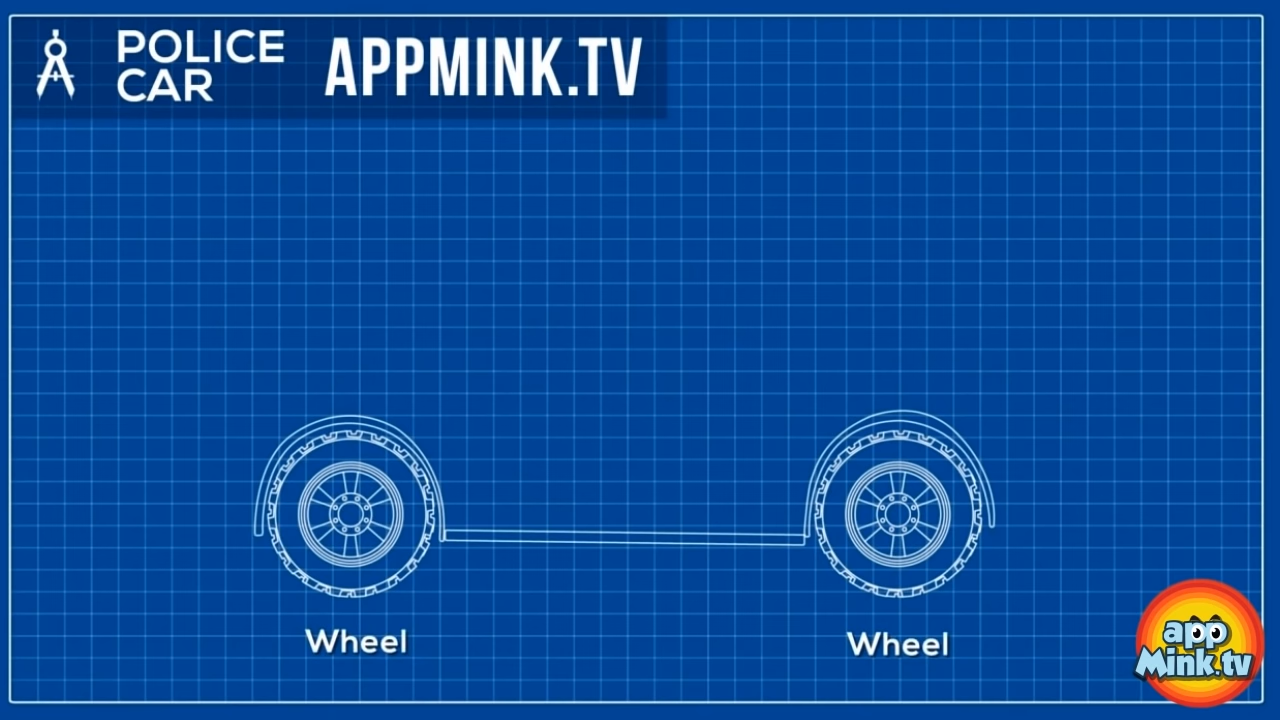 POLICE
CAR
APPMINK.TV
Wheel
Wheel
app
Mink.tv